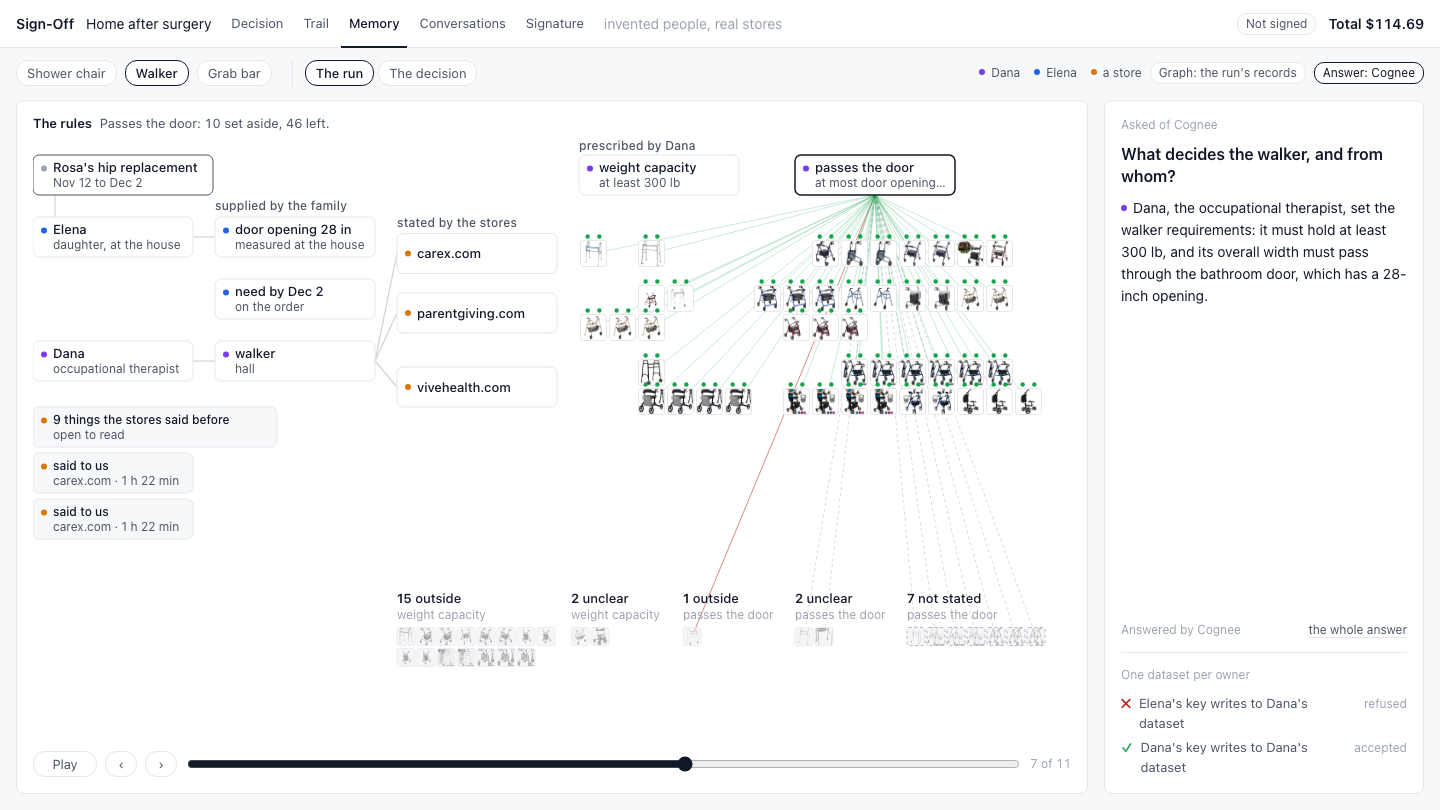 Sign-Off Home after surgery Decision Trail Memory Conversations Signature invented people, real stores Not signed Total $114.69
Shower chair Walker Grab bar The run The decision Dana Elena a store Graph: the run's records Answer: Cognee
The rules Passes the door: 10 set aside, 46 left.
prescribed by Dana
Rosa's hip replacement
Nov 12 to Dec 2
weight capacity
at least 300 lb
passes the door
at most door opening...
supplied by the family
Elena
daughter, at the house
door opening 28 in
measured at the house
stated by the stores
carex.com
need by Dec 2
on the order
parentgiving.com
Dana
occupational therapist
walker
hall
vivehealth.com
9 things the stores said before
open to read
said to us
carex.com · 1 h 22 min
said to us
carex.com · 1 h 22 min
15 outside
weight capacity
2 unclear
weight capacity
1 outside
passes the door
2 unclear
passes the door
7 not stated
passes the door
Play ‹ › 7 of 11
Asked of Cognee
What decides the walker, and from
whom?
Dana, the occupational therapist, set the
walker requirements: it must hold at least
300 lb, and its overall width must pass
through the bathroom door, which has a 28-
inch opening.
Answered by Cognee the whole answer
One dataset per owner
Elena's key writes to Dana's refused
dataset
Dana's key writes to Dana's accepted
dataset